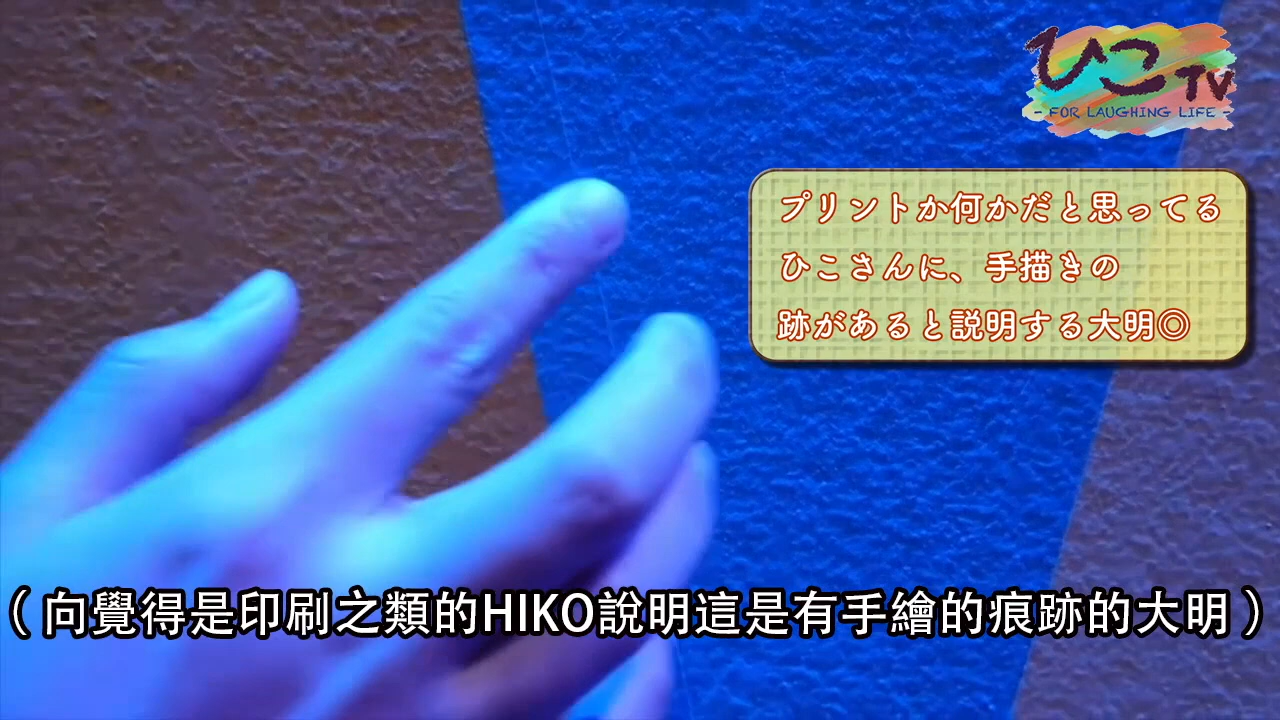 ひこTV
- FOR LAUGHING LIFE -
プリントか何かだと思ってる
ひこさんに、手描きの
跡があると説明する大明◎
（向覺得是印刷之類的HIKO說明這是有手繪的痕跡的大明）